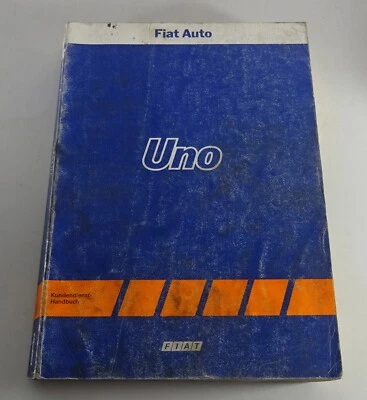 Fiat Auto
Uno
Kundendienst
Handbuch
FIAT